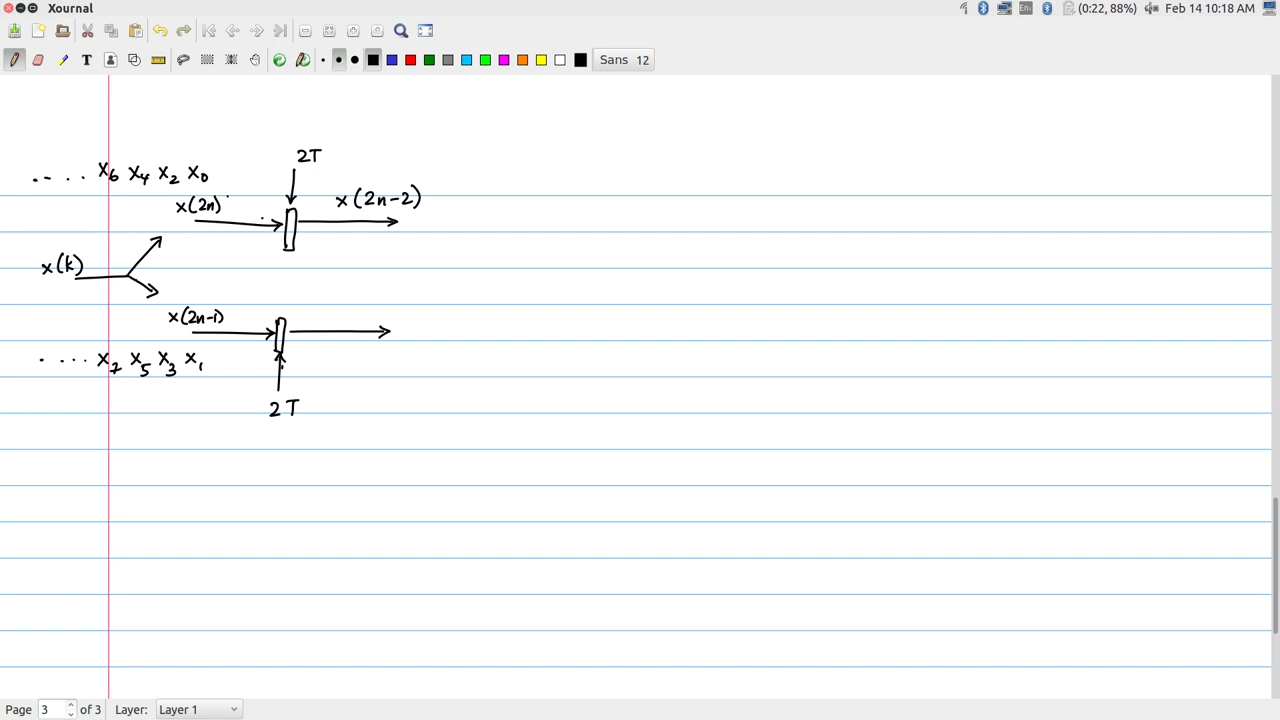 Xournal
En
(0:22, 88%)
Feb 14 10:18 AM
T
Sans 12
2T
.. .. x6 x4 x2 x0
x(2n)
x(2n-2)
x(k)
x(2n-1)
. ... x7 x5 x3 x1
2T
Page 3 of 3 Layer: Layer 1